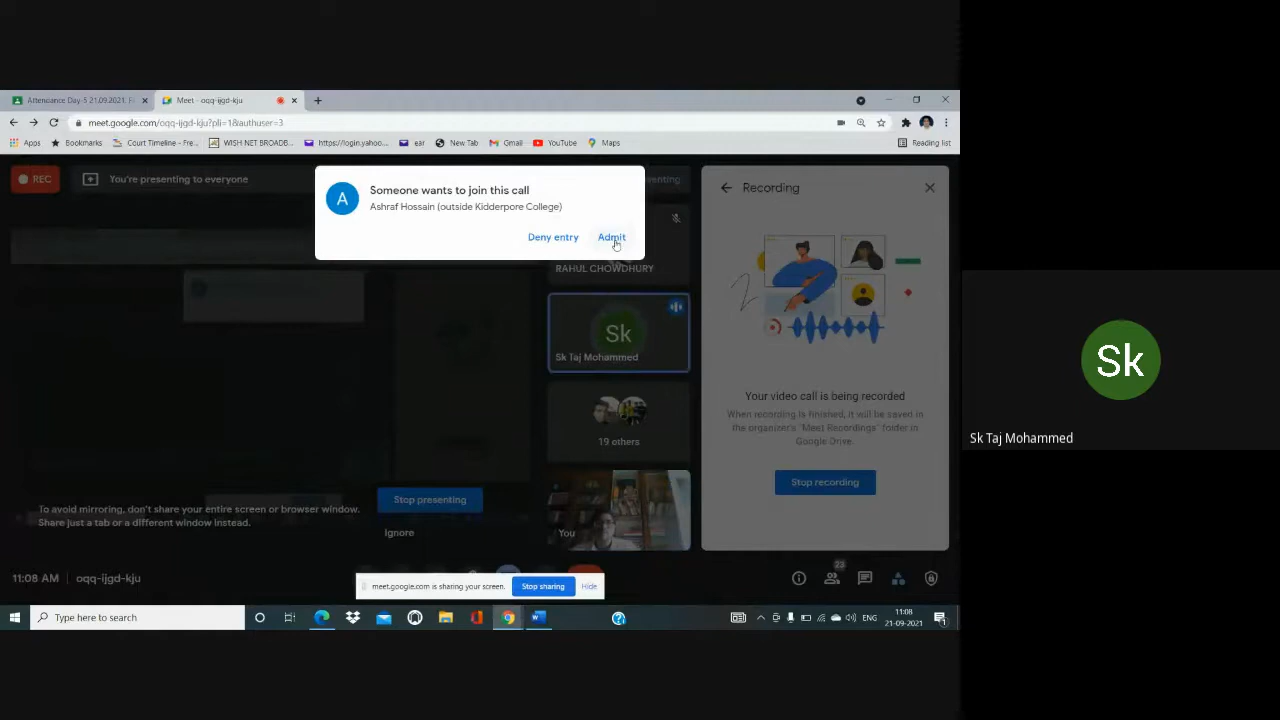 Attendance Day-5 21.09.2021:
Meet - oqq-ijgd-kju
meet.google.com/oqq-ijgd-kju?pli=1&authuser=3
Apps
Bookmarks
Court Timeline - Fre...
WISH NET BROADB...
https://login.yahoo...
ear
New Tab
Gmail
YouTube
Maps
Reading list
REC
You're presenting to everyone
Someone wants to join this call
Ashraf Hossain (outside Kidderpore College)
A
Deny entry
Admit
RAHUL CHOWDHURY
Sk
Sk Taj Mohammed
19 others
You
Recording
Your video call is being recorded
When recording is finished, it will be saved in
the organizer's "Meet Recordings" folder in
Google Drive.
Stop recording
To avoid mirroring, don't share your entire screen or browser window.
Share just a tab or a different window instead.
Stop presenting
Ignore
11:08 AM | oqq-ijgd-kju
23
meet.google.com is sharing your screen.
Stop sharing
Hide
Type here to search
ENG
11:08
21-09-2021
Sk
Sk Taj Mohammed